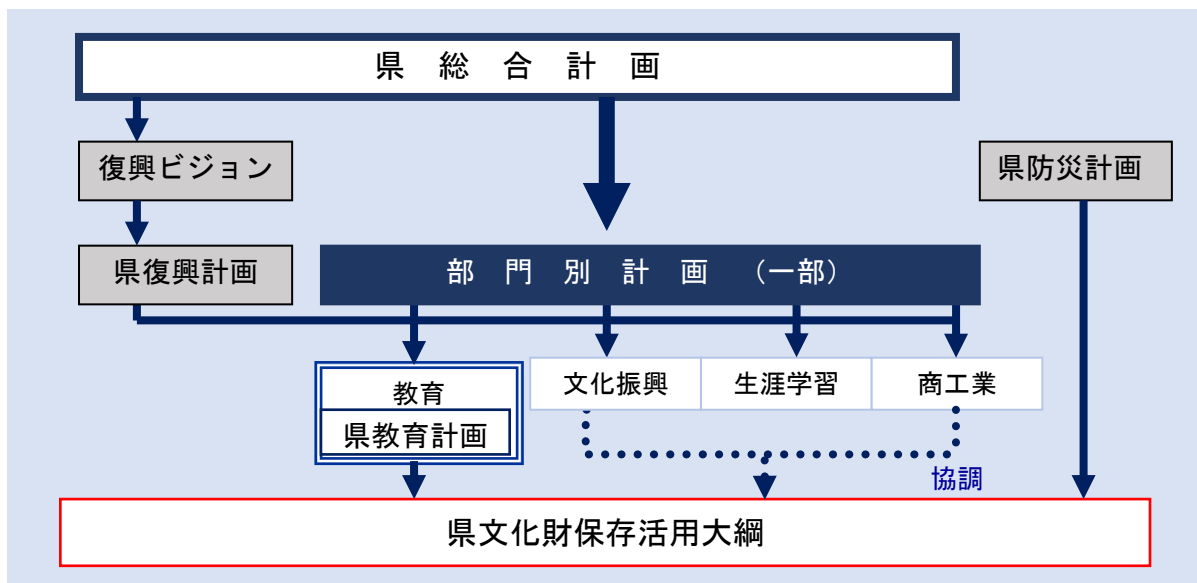 県総合計画
復興ビジョン
県防災計画
県復興計画
部門別計画（一部）
教育
県教育計画
文化振興
生涯学習
商工業
協調
県文化財保存活用大綱